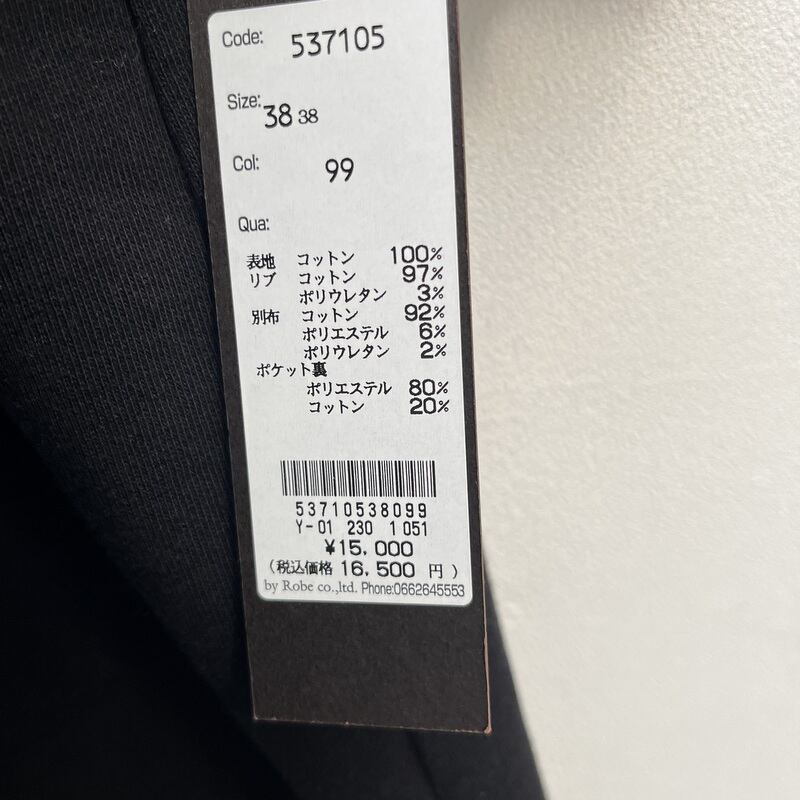 Code: 537105
Size: 38 38
Col: 99
Qua:
表地 コットン 100%
リブ コットン 97%
ポリウレタン 3%
別布 コットン 92%
ポリエステル 6%
ポリウレタン 2%
ポケット裏
ポリエステル 80%
コットン 20%
53710538099
Y-01 230 1051
¥15,000
(税込価格 16,500 円)
by Robe co.,ltd. Phone:0662645553